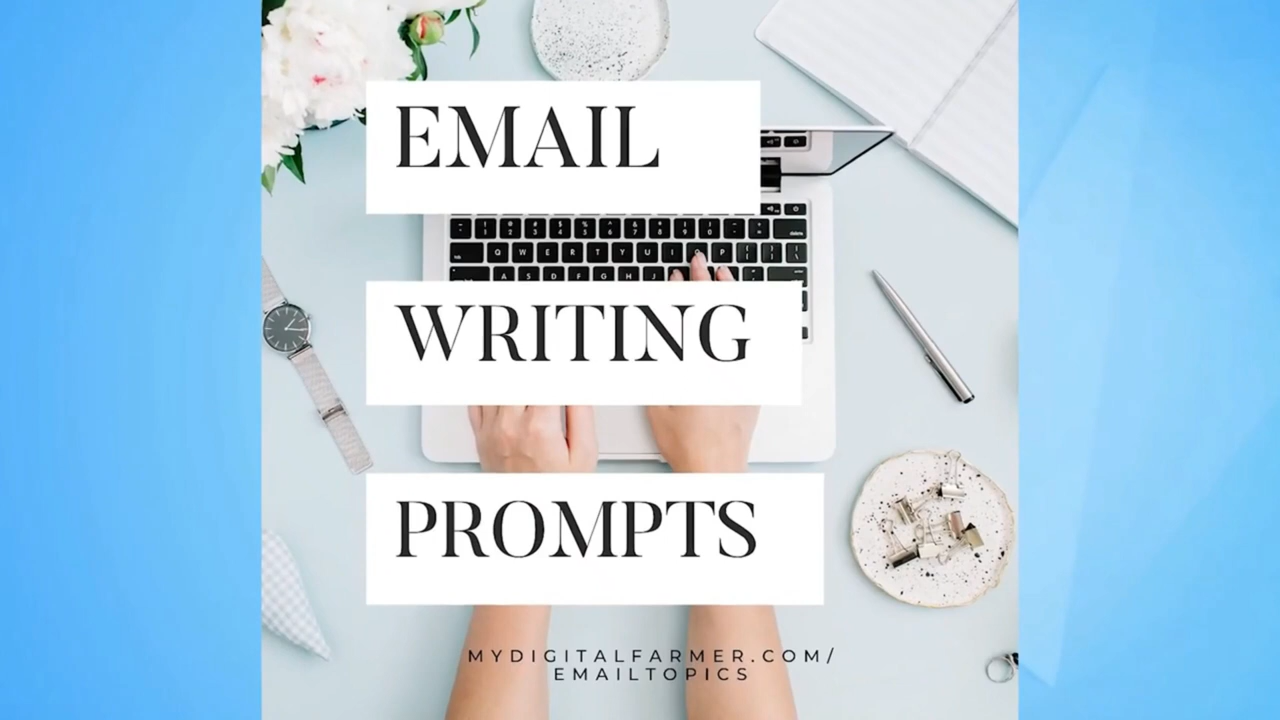 EMAIL
WRITING
PROMPTS
MYDIGITALFARMER.COM/
EMAILTOPICS